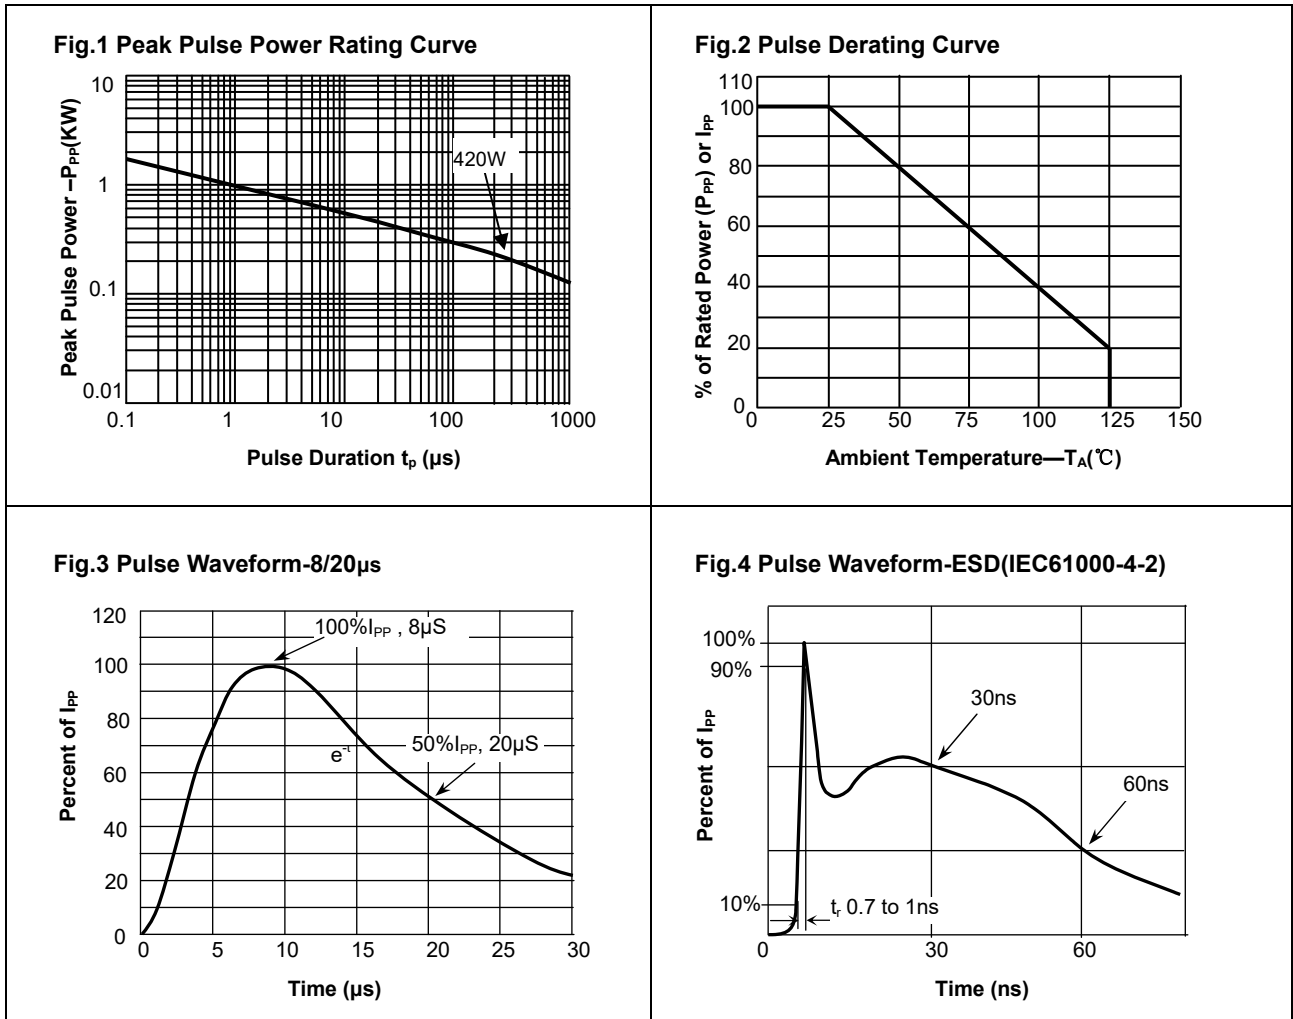 Fig.1 Peak Pulse Power Rating Curve
Peak Pulse Power –PPP(KW)
10
1
0.1
0.01
420W
0.1 1 10 100 1000
Pulse Duration tp (µs)
Fig.2 Pulse Derating Curve
% of Rated Power (PPP) or IPP
110
100
80
60
40
20
0
25 50 75 100 125 150
Ambient Temperature—TA(℃)
Fig.3 Pulse Waveform-8/20µs
Percent of IPP
120
100
80
60
40
20
0
100%IPP , 8µS
e-t
50%IPP, 20µS
0 5 10 15 20 25 30
Time (µs)
Fig.4 Pulse Waveform-ESD(IEC61000-4-2)
Percent of IPP
100%
90%
10%
30ns
60ns
tr 0.7 to 1ns
0 30 60
Time (ns)